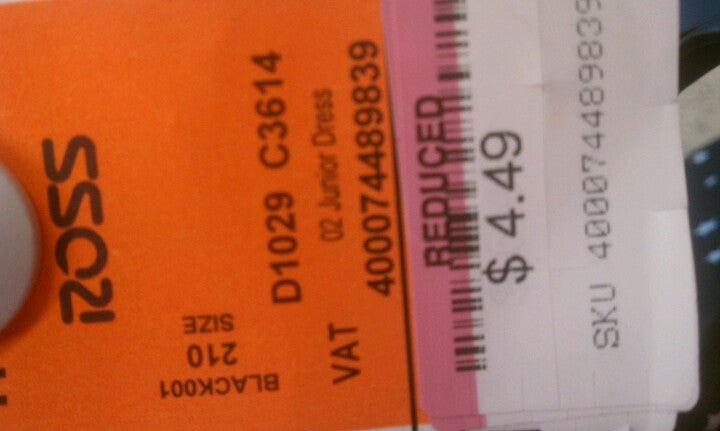 ROSS
D1029 C3614
02 Junior Dress
400074489839
VAT
SIZE
210
BLACK001
REDUCED
$ 4.49
SKU 400074489839